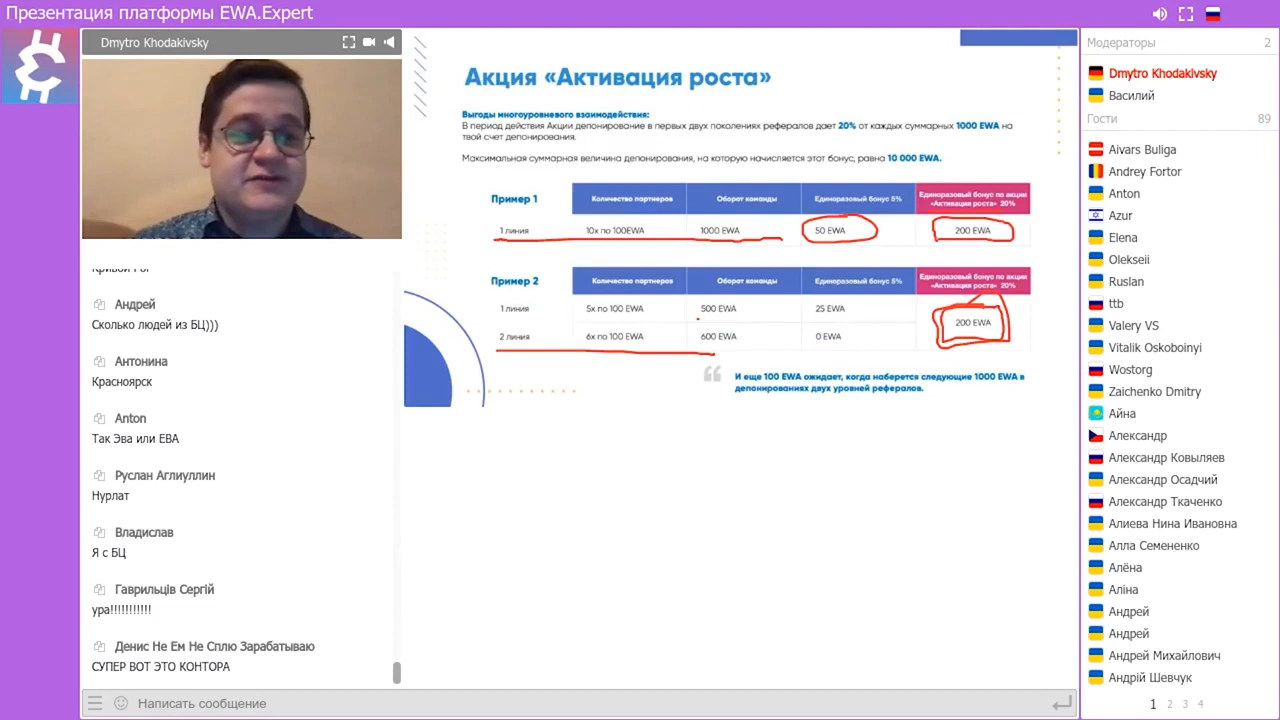 Презентация платформы EWA.Expert
Dmytro Khodakivsky
Андрей
Сколько людей из БЦ)))
Антонина
Красноярск
Anton
Так Эва или ЕВА
Руслан Аглиуллин
Нурлат
Владислав
Я с БЦ
Гаврильців Сергій
ура!!!!!!!!!!!
Денис Не Ем Не Сплю Зарабатываю
СУПЕР ВОТ ЭТО КОНТОРА
Написать сообщение
Акция «Активация роста»
Выгоды многоуровневого взаимодействия:
В период действия Акции депонирование в первых двух поколениях рефералов дает 20% от каждых суммарных 1000 EWA на
твой счет депонирования.
Максимальная суммарная величина депонирования, на которую начисляется этот бонус, равна 10 000 EWA.
Пример 1
Количество партнеров
Оборот команды
Единоразовый бонус 5%
Единоразовый бонус по акции
«Активация роста» 20%
1 линия
10х по 100EWA
1000 EWA
50 EWA
200 EWA
Пример 2
Количество партнеров
Оборот команды
Единоразовый бонус 5%
Единоразовый бонус по акции
«Активация роста» 20%
1 линия
5х по 100 EWA
500 EWA
25 EWA
200 EWA
2 линия
6х по 100 EWA
600 EWA
0 EWA
И еще 100 EWA ожидает, когда наберется следующие 1000 EWA в
депонированиях двух уровней рефералов.
Модераторы 2
Dmytro Khodakivsky
Василий
Гости 89
Aivars Buliga
Andrey Fortor
Anton
Azur
Elena
Olekseii
Ruslan
ttb
Valery VS
Vitalik Oskoboinyi
Wostorg
Zaichenko Dmitry
Айна
Александр
Александр Ковыляев
Александр Осадчий
Александр Ткаченко
Алиева Нина Ивановна
Алла Семененко
Алёна
Аліна
Андрей
Андрей
Андрей Михайлович
Андрій Шевчук
1 2 3 4